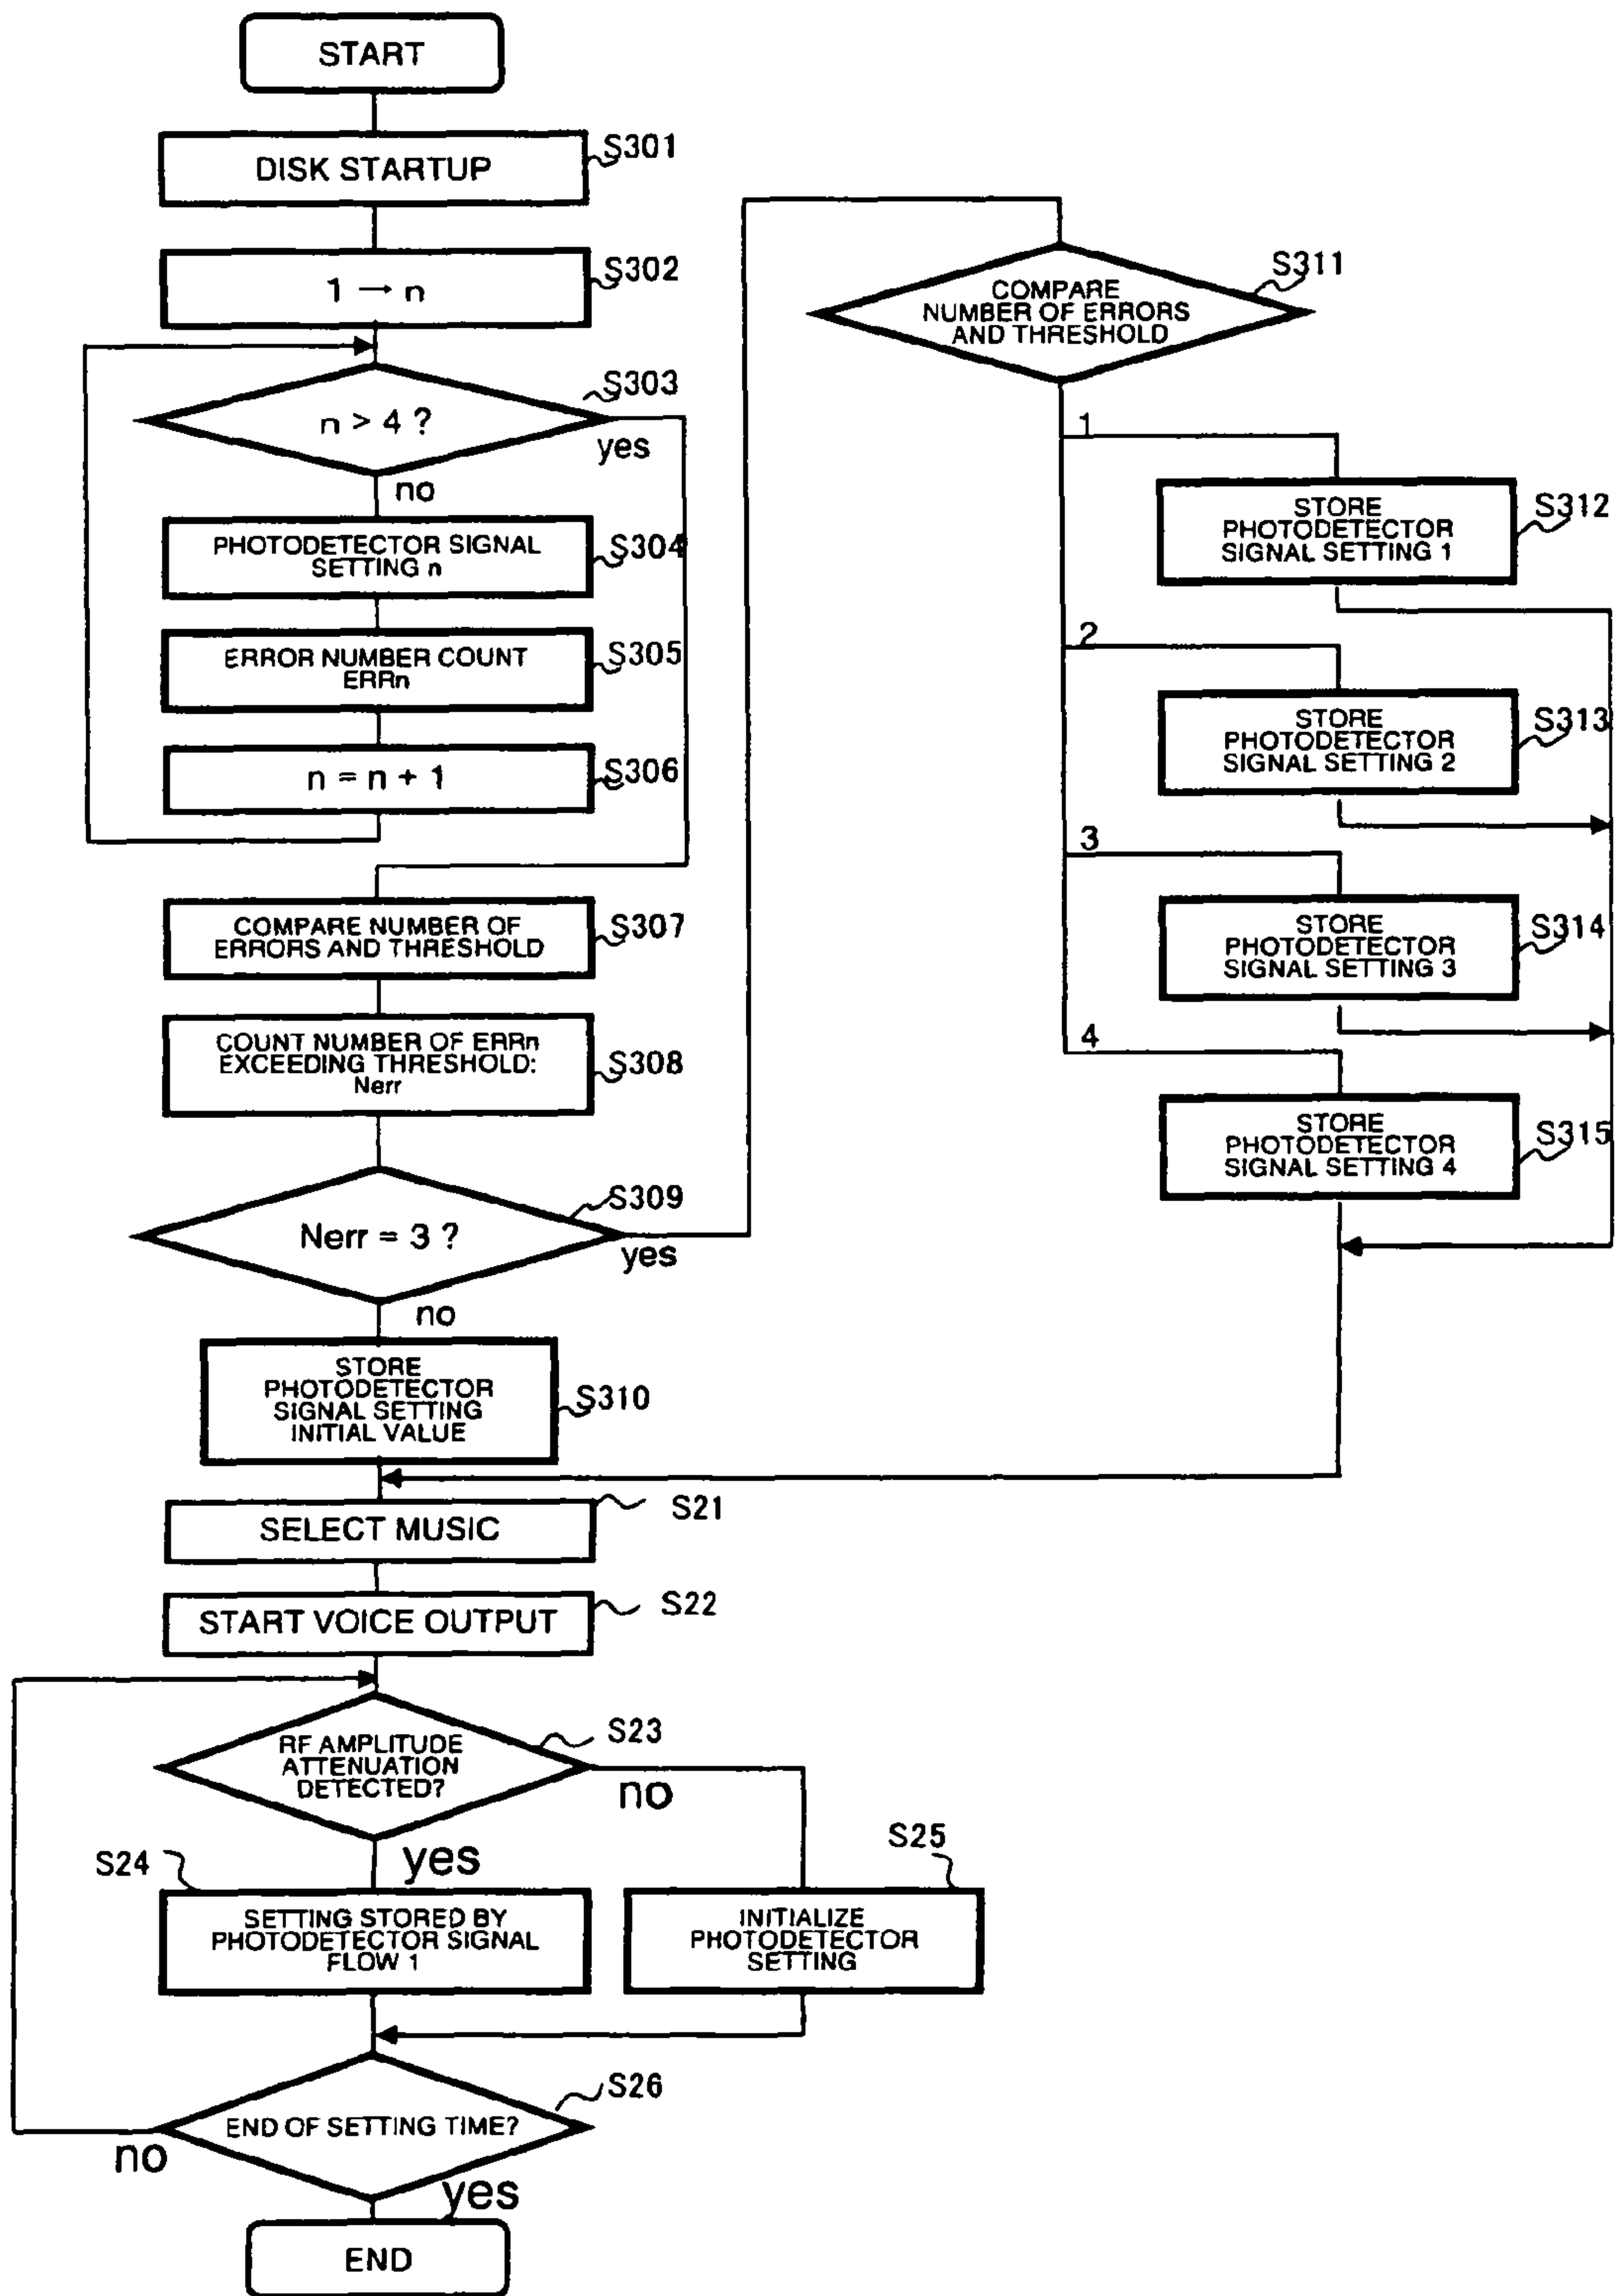 START
DISK STARTUP
S301
1 → n
S302
n > 4 ?
S303
yes
no
PHOTODETECTOR SIGNAL
SETTING n
S304
ERROR NUMBER COUNT
ERRn
S305
n = n + 1
S306
COMPARE NUMBER OF
ERRORS AND THRESHOLD
S307
COUNT NUMBER OF ERRn
EXCEEDING THRESHOLD:
Nerr
S308
Nerr = 3 ?
S309
yes
no
STORE
PHOTODETECTOR
SIGNAL SETTING
INITIAL VALUE
S310
COMPARE
NUMBER OF ERRORS
AND THRESHOLD
S311
1
STORE
PHOTODETECTOR
SIGNAL SETTING 1
S312
2
STORE
PHOTODETECTOR
SIGNAL SETTING 2
S313
3
STORE
PHOTODETECTOR
SIGNAL SETTING 3
S314
4
STORE
PHOTODETECTOR
SIGNAL SETTING 4
S315
SELECT MUSIC
S21
START VOICE OUTPUT
S22
RF AMPLITUDE
ATTENUATION
DETECTED?
S23
no
yes
S24
SETTING STORED BY
PHOTODETECTOR SIGNAL
FLOW 1
S25
INITIALIZE
PHOTODETECTOR
SETTING
END OF SETTING TIME?
S26
no
yes
END